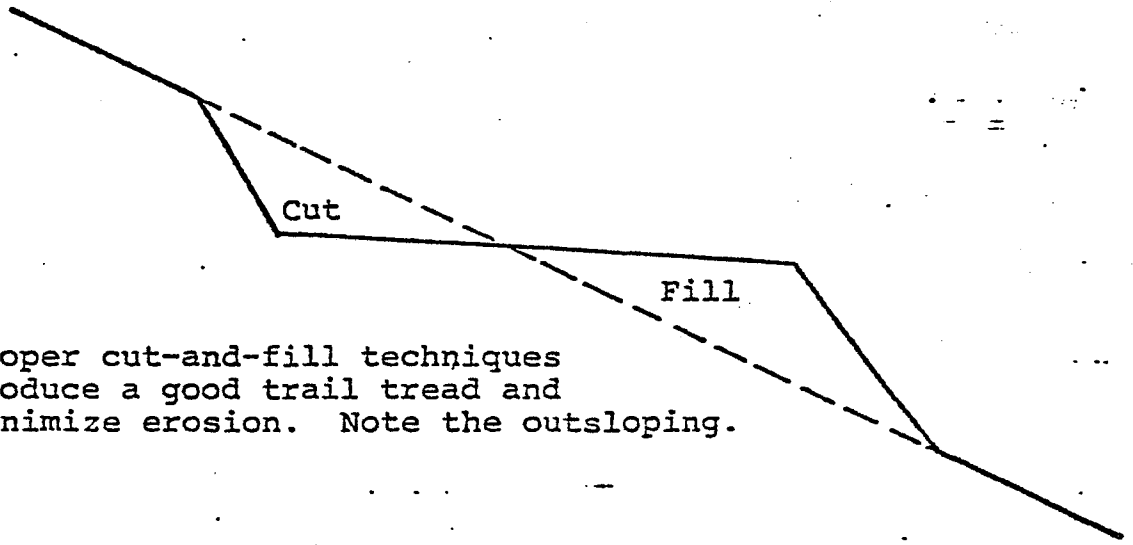 Cut
Fill
oper cut-and-fill techniques
oduce a good trail tread and
nimize erosion. Note the outsloping.